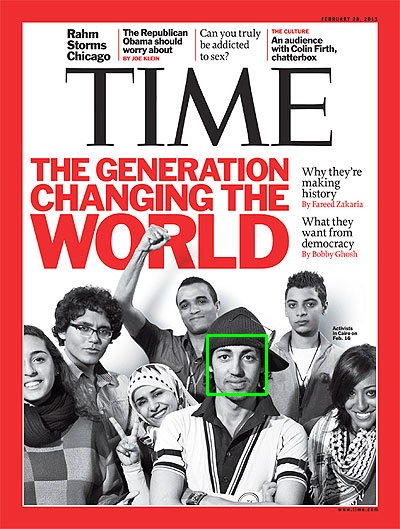 FEBRUARY 28, 2011
Rahm
Storms
Chicago
The Republican
Obama should
worry about
BY JOE KLEIN
Can you truly
be addicted
to sex?
THE CULTURE
An audience
with Colin Firth,
chatterbox
TIME
THE GENERATION
CHANGING THE
WORLD
Why they're
making
history
By Fareed Zakaria
What they
want from
democracy
By Bobby Ghosh
Activists
in Cairo on
Feb. 16
www.time.com